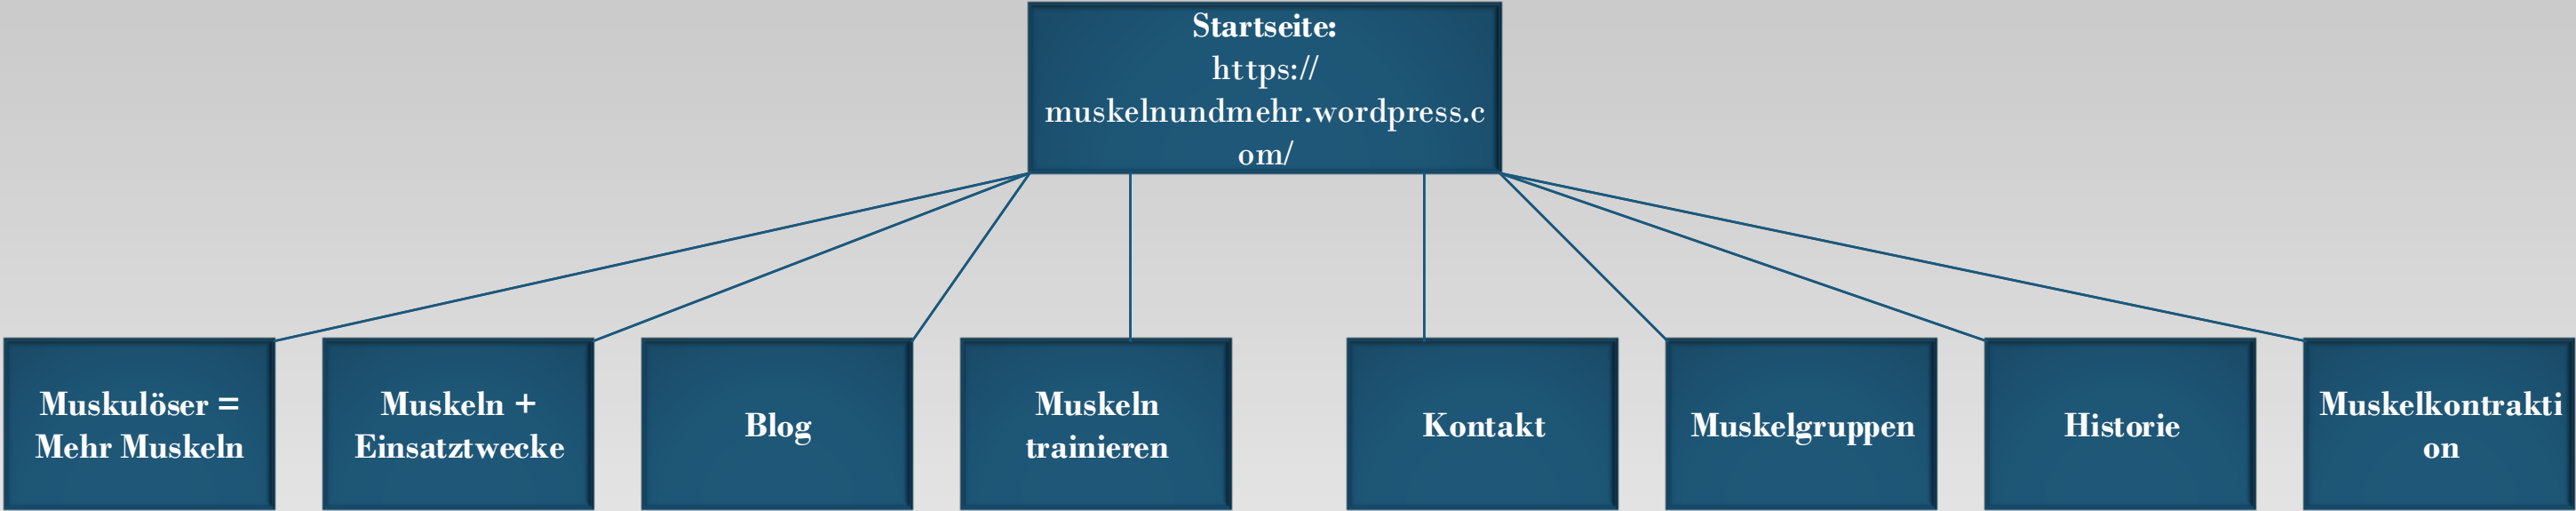 Startseite:
https://
muskelnundmehr.wordpress.c
om/
Muskulöser =
Mehr Muskeln
Muskeln +
Einsatztwecke
Blog
Muskeln
trainieren
Kontakt
Muskelgruppen
Historie
Muskelkontrakti
on